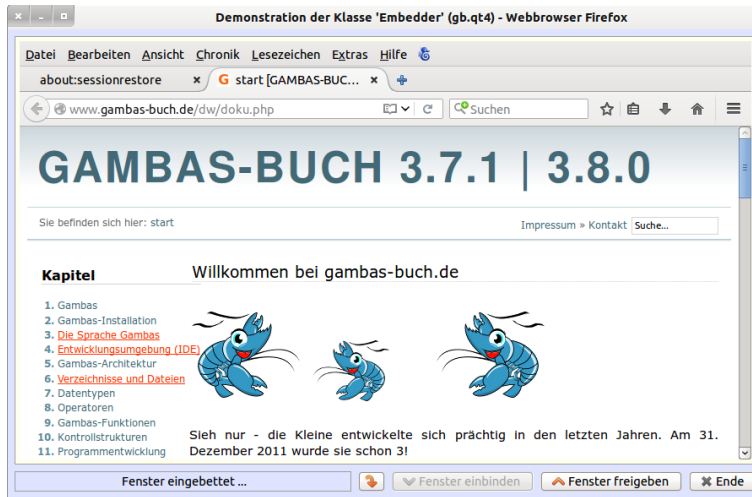 Demonstration der Klasse 'Embedder' (gb.qt4) - Webbrowser Firefox
Datei Bearbeiten Ansicht Chronik Lesezeichen Extras Hilfe
about:sessionrestore × G start [GAMBAS-BUC... ×
www.gambas-buch.de/dw/doku.php Suchen
GAMBAS-BUCH 3.7.1 | 3.8.0
Sie befinden sich hier: start
Impressum » Kontakt Suche...
Kapitel
1. Gambas
2. Gambas-Installation
3. Die Sprache Gambas
4. Entwicklungsumgebung (IDE)
5. Gambas-Architektur
6. Verzeichnisse und Dateien
7. Datentypen
8. Operatoren
9. Gambas-Funktionen
10. Kontrollstrukturen
11. Programmentwicklung
Willkommen bei gambas-buch.de
Sieh nur - die Kleine entwickelte sich prächtig in den letzten Jahren. Am 31.
Dezember 2011 wurde sie schon 3!
Fenster eingebettet ... Fenster einbinden Fenster freigeben Ende